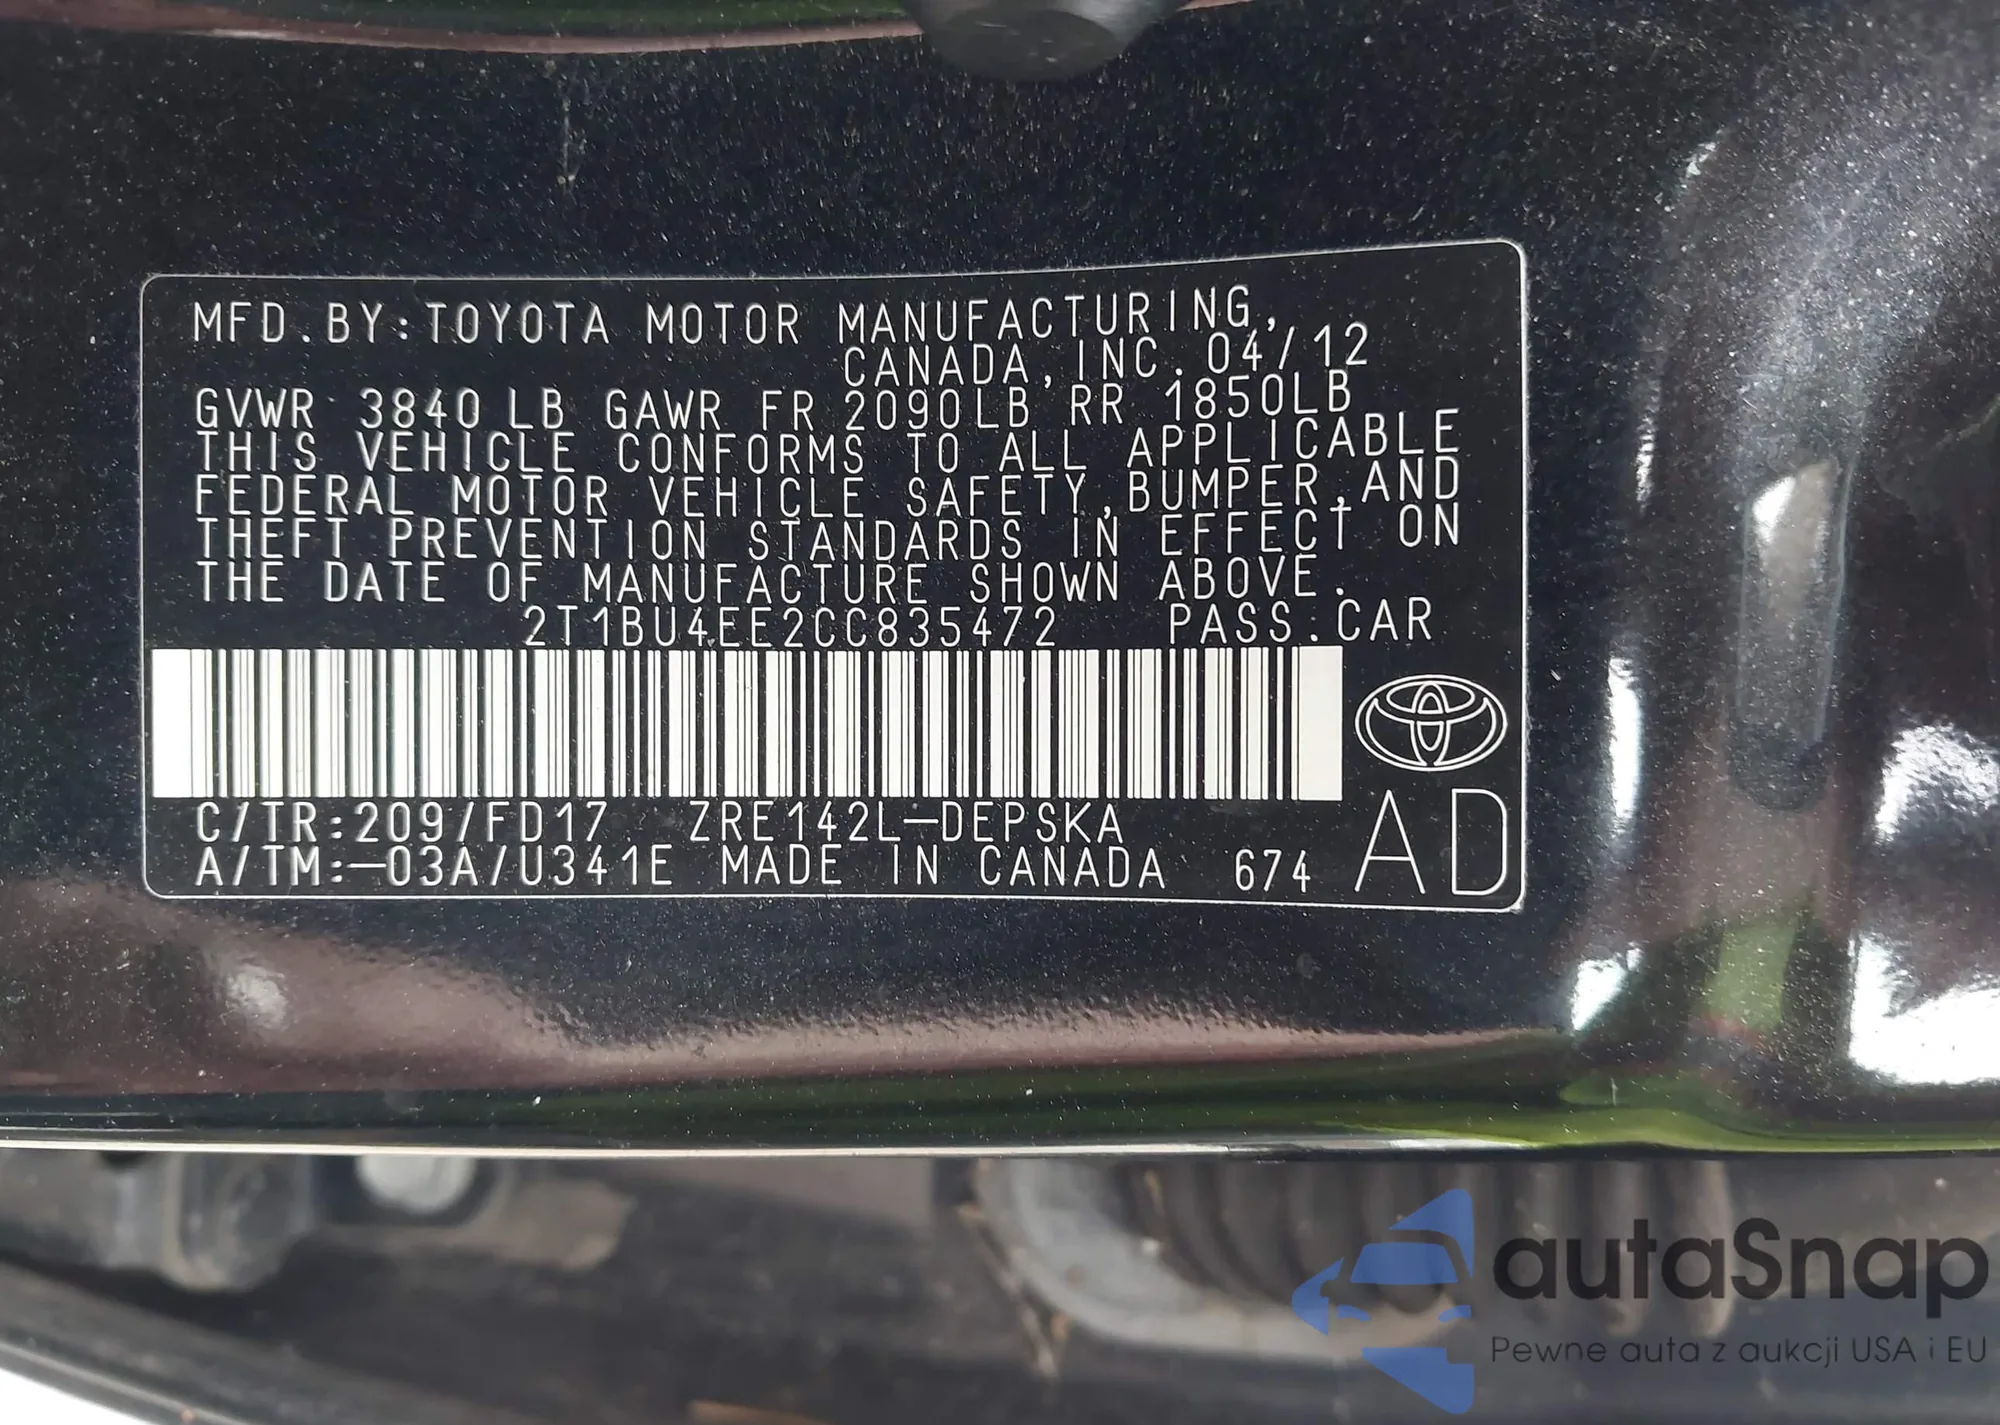 MFD.BY:TOYOTA MOTOR MANUFACTURING,
CANADA,INC. 04/12
GVWR 3840 LB GAWR FR 2090LB RR 1850LB
THIS VEHICLE CONFORMS TO ALL APPLICABLE
FEDERAL MOTOR VEHICLE SAFETY,BUMPER,AND
THEFT PREVENTION STANDARDS IN EFFECT ON
THE DATE OF MANUFACTURE SHOWN ABOVE.
2T1BU4EE2CC835472 PASS.CAR
C/TR:209/FD17 ZRE142L-DEPSKA
A/TM:-03A/U341E MADE IN CANADA 674 AD
autaSnap
Pewne auta z aukcji USA i EU